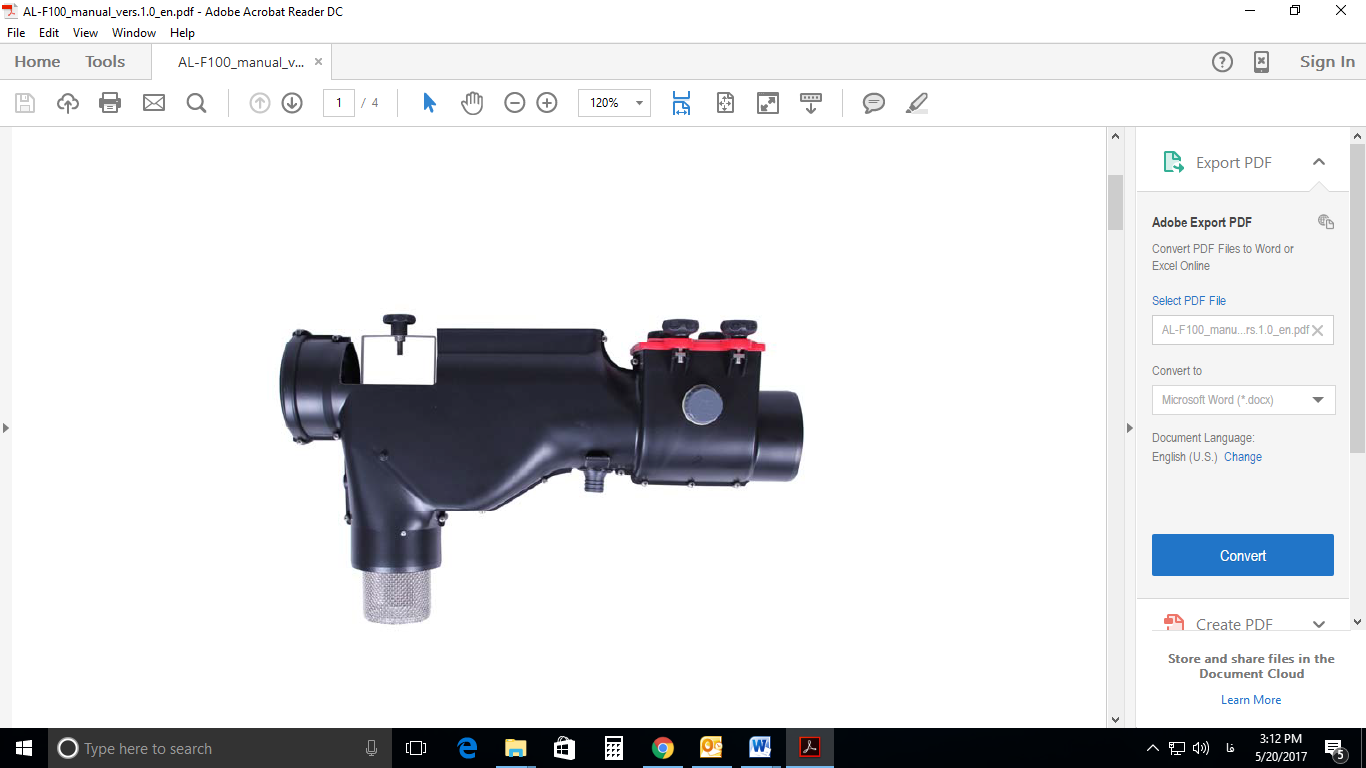 AL-F100_manual_vers.1.0_en.pdf - Adobe Acrobat Reader DC
File Edit View Window Help
Home Tools AL-F100_manual_v... × Sign In
1 / 4 120%
Export PDF
Adobe Export PDF
Convert PDF Files to Word or
Excel Online
Select PDF File
AL-F100_manu...rs.1.0_en.pdf
Convert to
Microsoft Word (*.docx)
Document Language:
English (U.S.) Change
Convert
Create PDF
Store and share files in the
Document Cloud
Learn More
Type here to search
فا
3:12 PM
5/20/2017
5